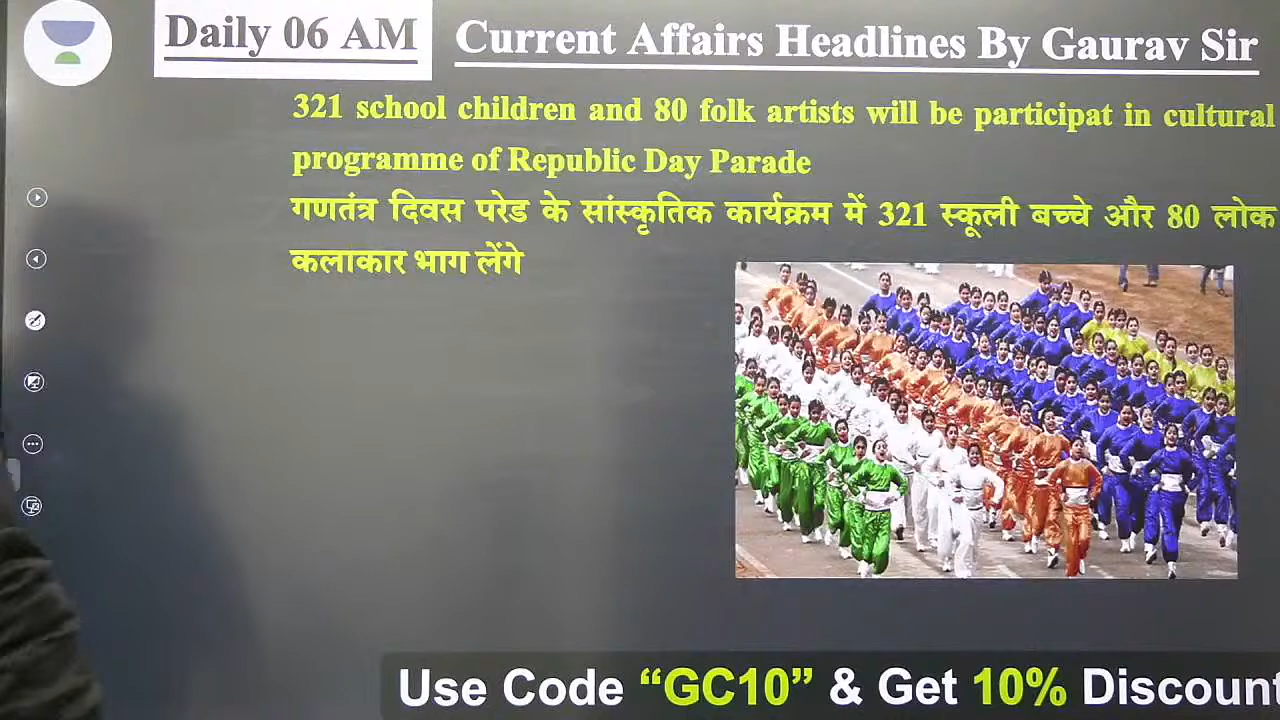 Daily 06 AM
Current Affairs Headlines By Gaurav Sir
321 school children and 80 folk artists will be participat in cultural
programme of Republic Day Parade
गणतंत्र दिवस परेड के सांस्कृतिक कार्यक्रम में 321 स्कूली बच्चे और 80 लोक
कलाकार भाग लेंगे
Use Code “GC10” & Get 10% Discount